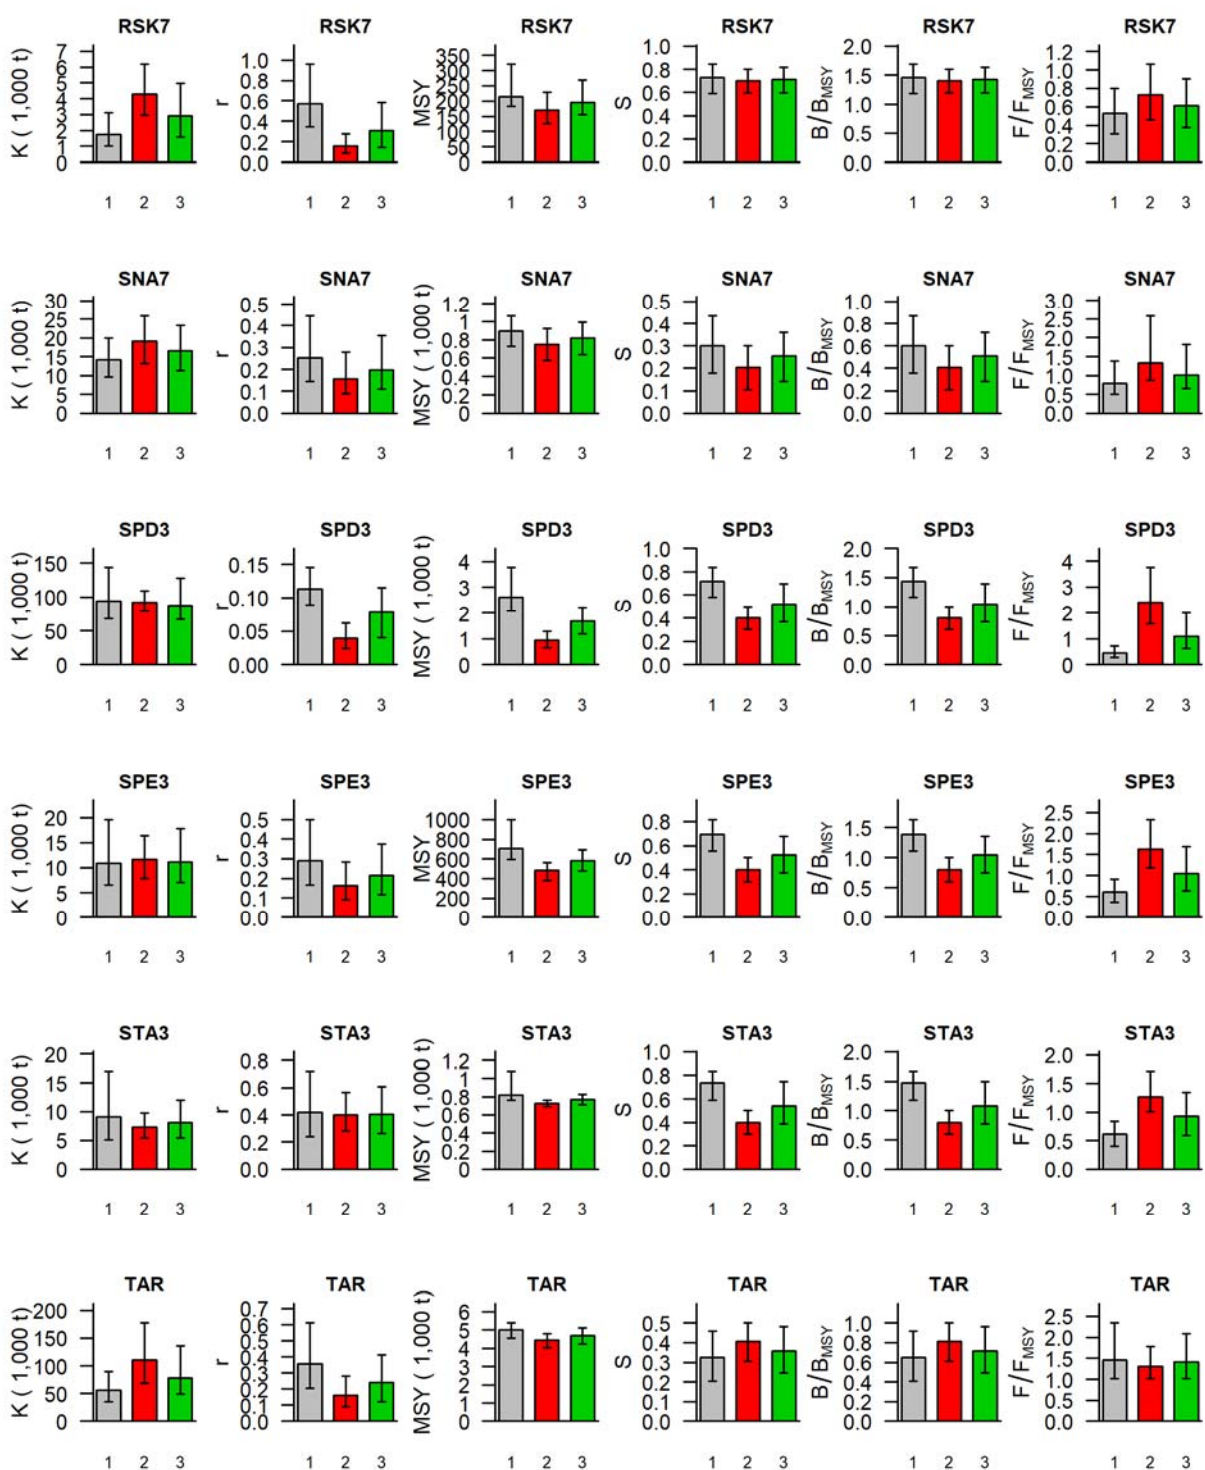 RSK7
K ( 1,000 t)
7
6
5
4
3
2
1
0
1 2 3
RSK7
r
1.0
0.8
0.6
0.4
0.2
0.0
1 2 3
RSK7
MSY
350
300
250
200
150
100
50
0
1 2 3
RSK7
S
1.0
0.8
0.6
0.4
0.2
0.0
1 2 3
RSK7
B/BMSY
2.0
1.5
1.0
0.5
0.0
1 2 3
RSK7
F/FMSY
1.2
1.0
0.8
0.6
0.4
0.2
0.0
1 2 3
SNA7
K ( 1,000 t)
30
25
20
15
10
5
0
1 2 3
SNA7
r
0.5
0.4
0.3
0.2
0.1
0.0
1 2 3
SNA7
MSY ( 1,000 t)
1.2
1
0.8
0.6
0.4
0.2
0
1 2 3
SNA7
S
0.5
0.4
0.3
0.2
0.1
0.0
1 2 3
SNA7
B/BMSY
1.0
0.8
0.6
0.4
0.2
0.0
1 2 3
SNA7
F/FMSY
3.0
2.5
2.0
1.5
1.0
0.5
0.0
1 2 3
SPD3
K ( 1,000 t)
150
100
50
0
1 2 3
SPD3
r
0.15
0.10
0.05
0.00
1 2 3
SPD3
MSY ( 1,000 t)
4
3
2
1
0
1 2 3
SPD3
S
1.0
0.8
0.6
0.4
0.2
0.0
1 2 3
SPD3
B/BMSY
2.0
1.5
1.0
0.5
0.0
1 2 3
SPD3
F/FMSY
4
3
2
1
0
1 2 3
SPE3
K ( 1,000 t)
20
15
10
5
0
1 2 3
SPE3
r
0.5
0.4
0.3
0.2
0.1
0.0
1 2 3
SPE3
MSY
1000
800
600
400
200
0
1 2 3
SPE3
S
0.8
0.6
0.4
0.2
0.0
1 2 3
SPE3
B/BMSY
1.5
1.0
0.5
0.0
1 2 3
SPE3
F/FMSY
2.5
2.0
1.5
1.0
0.5
0.0
1 2 3
STA3
K ( 1,000 t)
20
15
10
5
0
1 2 3
STA3
r
0.8
0.6
0.4
0.2
0.0
1 2 3
STA3
MSY ( 1,000 t)
1.2
1
0.8
0.6
0.4
0.2
0
1 2 3
STA3
S
1.0
0.8
0.6
0.4
0.2
0.0
1 2 3
STA3
B/BMSY
2.0
1.5
1.0
0.5
0.0
1 2 3
STA3
F/FMSY
2.0
1.5
1.0
0.5
0.0
1 2 3
TAR
K ( 1,000 t)
200
150
100
50
0
1 2 3
TAR
r
0.7
0.6
0.5
0.4
0.3
0.2
0.1
0.0
1 2 3
TAR
MSY ( 1,000 t)
6
5
4
3
2
1
0
1 2 3
TAR
S
0.5
0.4
0.3
0.2
0.1
0.0
1 2 3
TAR
B/BMSY
1.0
0.8
0.6
0.4
0.2
0.0
1 2 3
TAR
F/FMSY
2.5
2.0
1.5
1.0
0.5
0.0
1 2 3